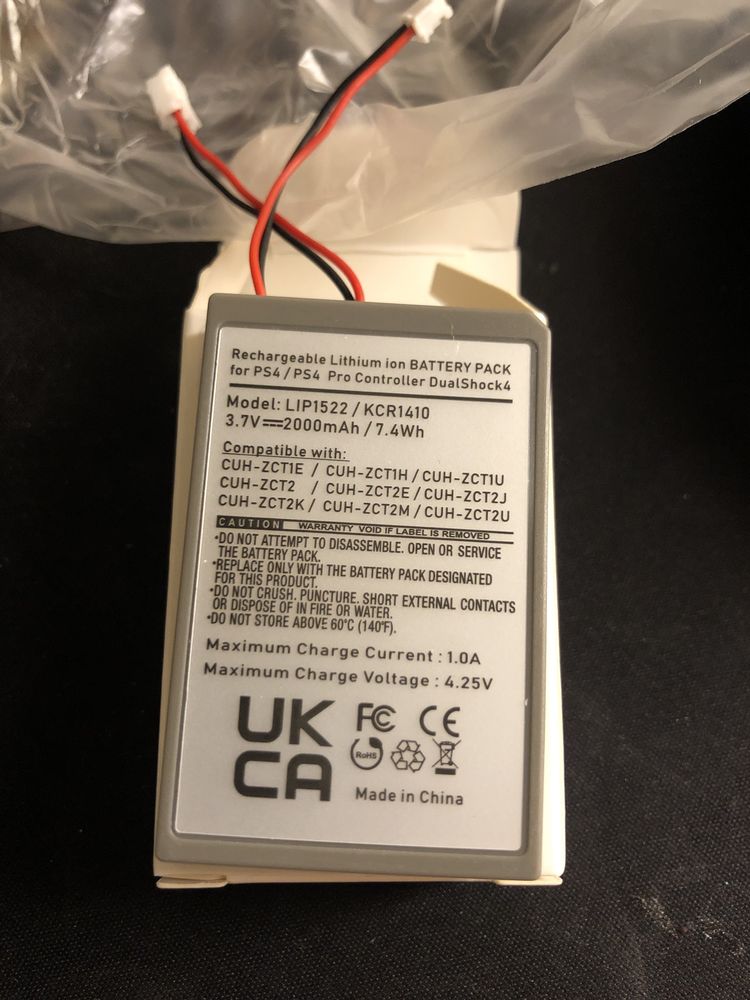 Rechargeable Lithium ion BATTERY PACK
for PS4 / PS4 Pro Controller DualShock4
Model: LIP1522 / KCR1410
3.7V⎓2000mAh / 7.4Wh
Compatible with:
CUH-ZCT1E / CUH-ZCT1H / CUH-ZCT1U
CUH-ZCT2 / CUH-ZCT2E / CUH-ZCT2J
CUH-ZCT2K / CUH-ZCT2M / CUH-ZCT2U
CAUTION WARRANTY VOID IF LABEL IS REMOVED
•DO NOT ATTEMPT TO DISASSEMBLE. OPEN OR SERVICE
THE BATTERY PACK.
•REPLACE ONLY WITH THE BATTERY PACK DESIGNATED
FOR THIS PRODUCT.
•DO NOT CRUSH. PUNCTURE. SHORT EXTERNAL CONTACTS
OR DISPOSE OF IN FIRE OR WATER.
•DO NOT STORE ABOVE 60°C (140°F).
Maximum Charge Current : 1.0A
Maximum Charge Voltage : 4.25V
UK
CA
FC CE
RoHS
Made in China